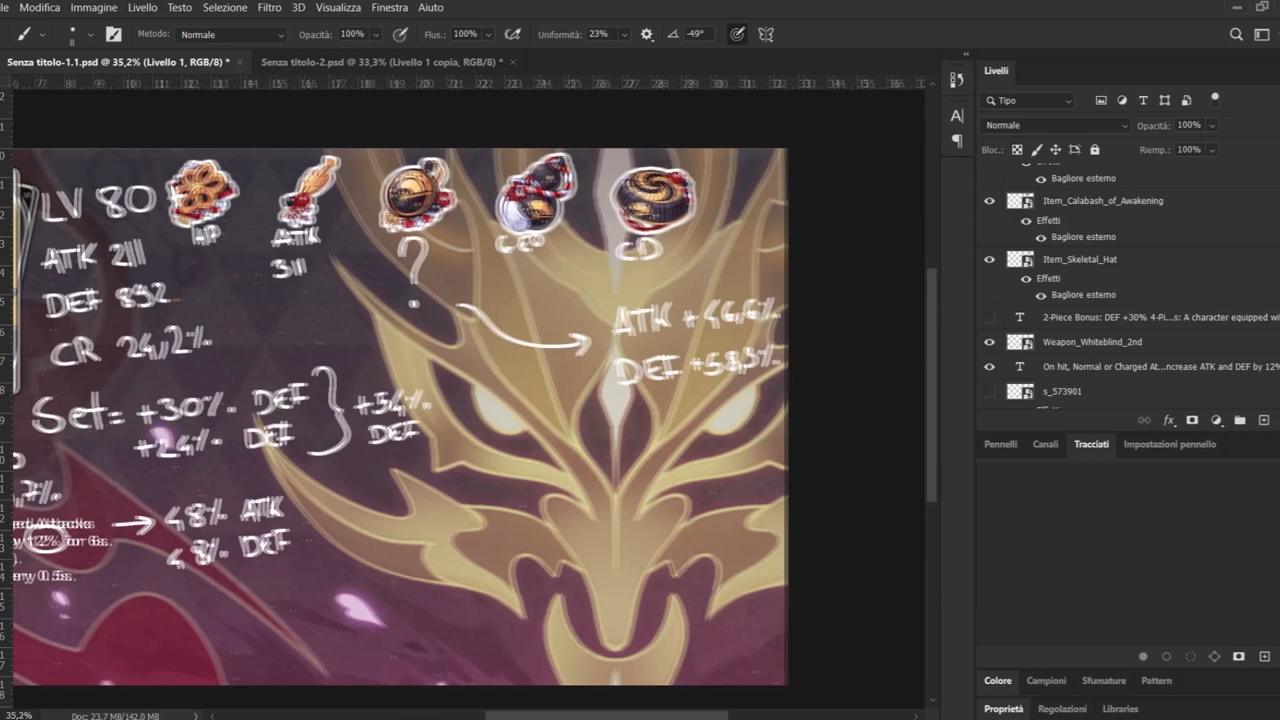 Modifica Immagine Livello Testo Selezione Filtro 3D Visualizza Finestra Aiuto
8 Metodo: Normale Opacità: 100% Flus.: 100% Uniformità: 23% -49°
Senza titolo-1.1.psd @ 35,2% (Livello 1, RGB/8) * × Senza titolo-2.psd @ 33,3% (Livello 1 copia, RGB/8) * ×
LV 80
HP
ATK
311
?
CD
ATK 211
DEF 852
CR 24,2%
ATK +46,6%
DEF +58,3%
Set= +30% DEF
+24% DEF
+54%
DEF
48% ATK
48% DEF
Livelli
Tipo
Normale Opacità: 100%
Bloc.: Riemp.: 100%
Bagliore esterno
Item_Calabash_of_Awakening
Effetti
Bagliore esterno
Item_Skeletal_Hat
Effetti
Bagliore esterno
2-Piece Bonus: DEF +30% 4-Pi...s: A character equipped wi
Weapon_Whiteblind_2nd
On hit, Normal or Charged At...ncrease ATK and DEF by 12%
s_573901
Pennelli Canali Tracciati Impostazioni pennello
Colore Campioni Sfumature Pattern
Proprietà Regolazioni Libraries
35,2% Doc: 23.7 MB/142.0 MB